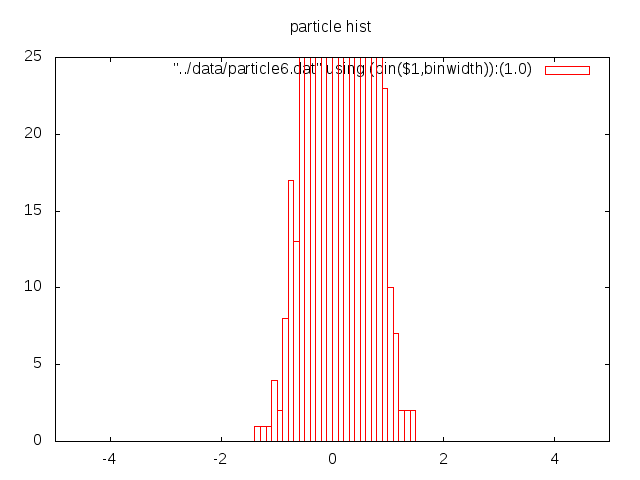 particle hist
25
"../data/particle6.dat" using (bin($1,binwidth)):(1.0)
20
15
10
5
0
-4 -2 0 2 4